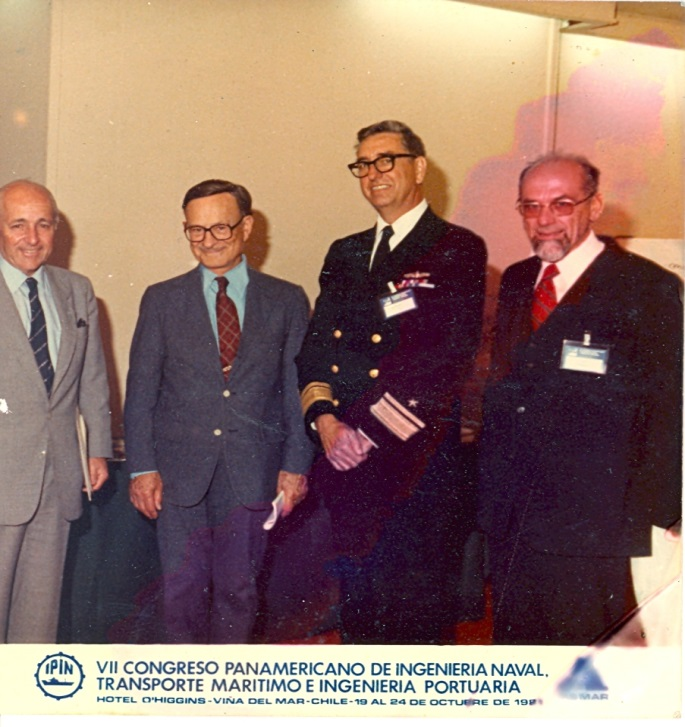 IPIN
VII CONGRESO PANAMERICANO DE INGENIERIA NAVAL,
TRANSPORTE MARITIMO E INGENIERIA PORTUARIA
HOTEL O'HIGGINS-VIÑA DEL MAR-CHILE-19 AL 24 DE OCTUBRE DE
MAR